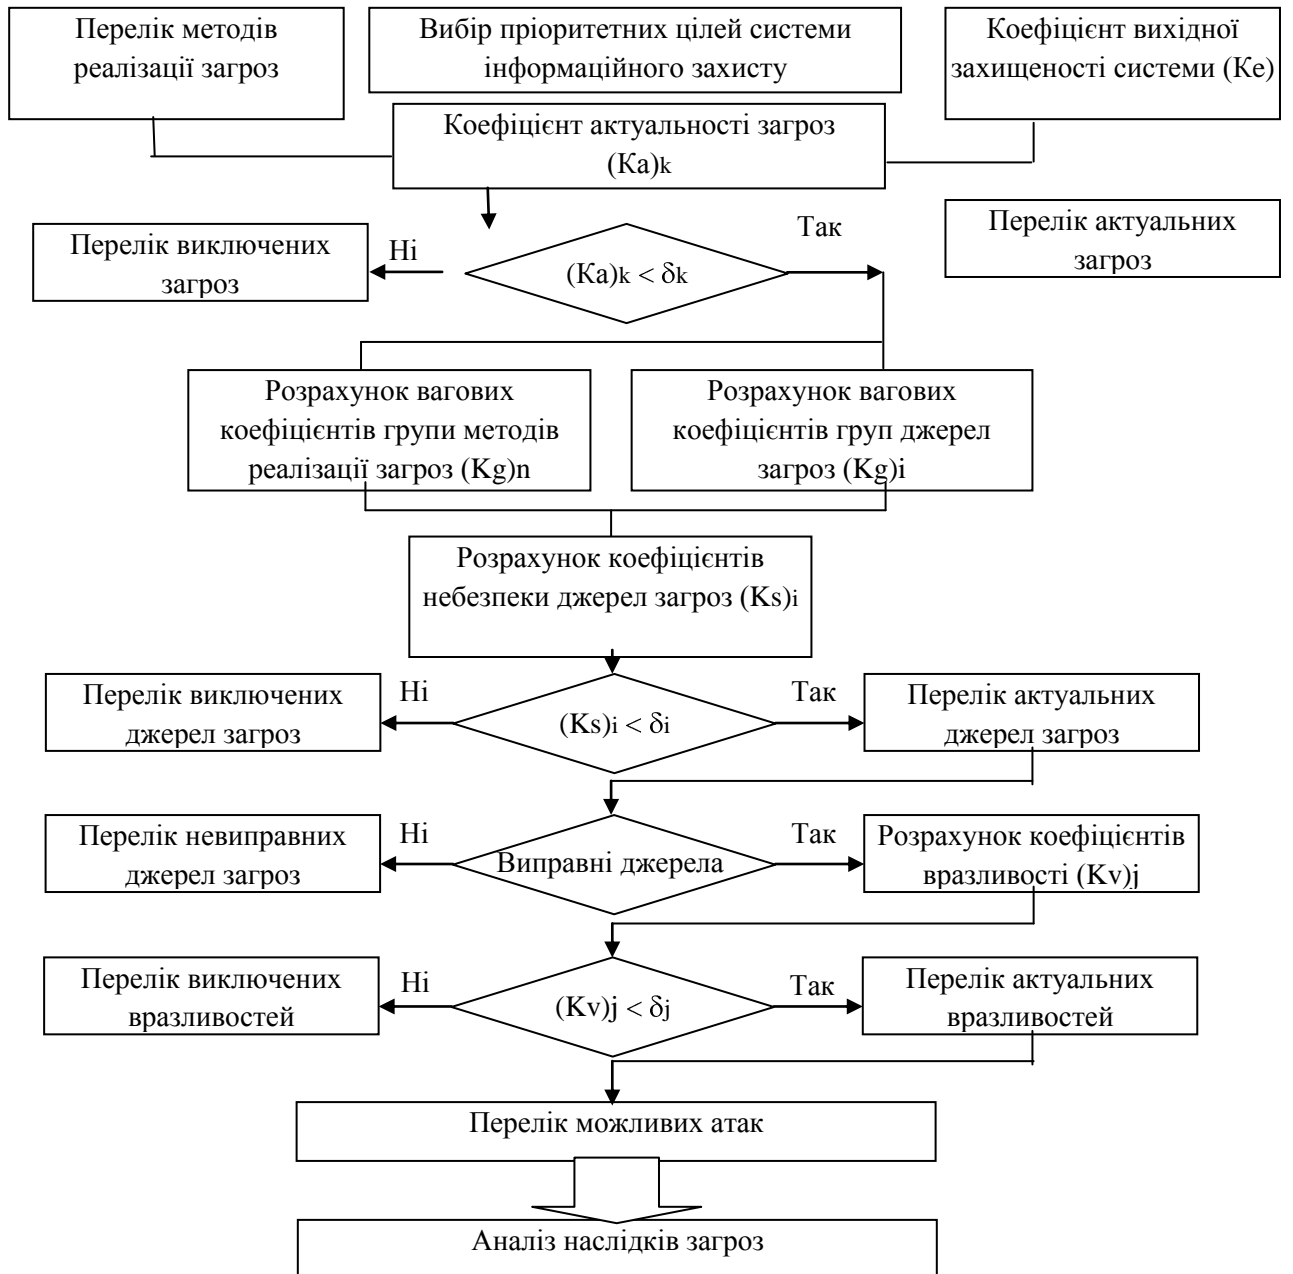 Перелік методів
реалізації загроз
Вибір пріоритетних цілей системи
інформаційного захисту
Коефіцієнт вихідної
захищеності системи (Ке)
Коефіцієнт актуальності загроз
(Ка)k
Перелік виключених
загроз
Ні
(Ka)k < δk
Так
Перелік актуальних
загроз
Розрахунок вагових
коефіцієнтів групи методів
реалізації загроз (Kg)n
Розрахунок вагових
коефіцієнтів груп джерел
загроз (Kg)i
Розрахунок коефіцієнтів
небезпеки джерел загроз (Ks)i
Перелік виключених
джерел загроз
Ні
(Ks)i < δi
Так
Перелік актуальних
джерел загроз
Перелік невиправних
джерел загроз
Ні
Виправні джерела
Так
Розрахунок коефіцієнтів
вразливості (Kv)j
Перелік виключених
вразливостей
Ні
(Kv)j < δj
Так
Перелік актуальних
вразливостей
Перелік можливих атак
Аналіз наслідків загроз